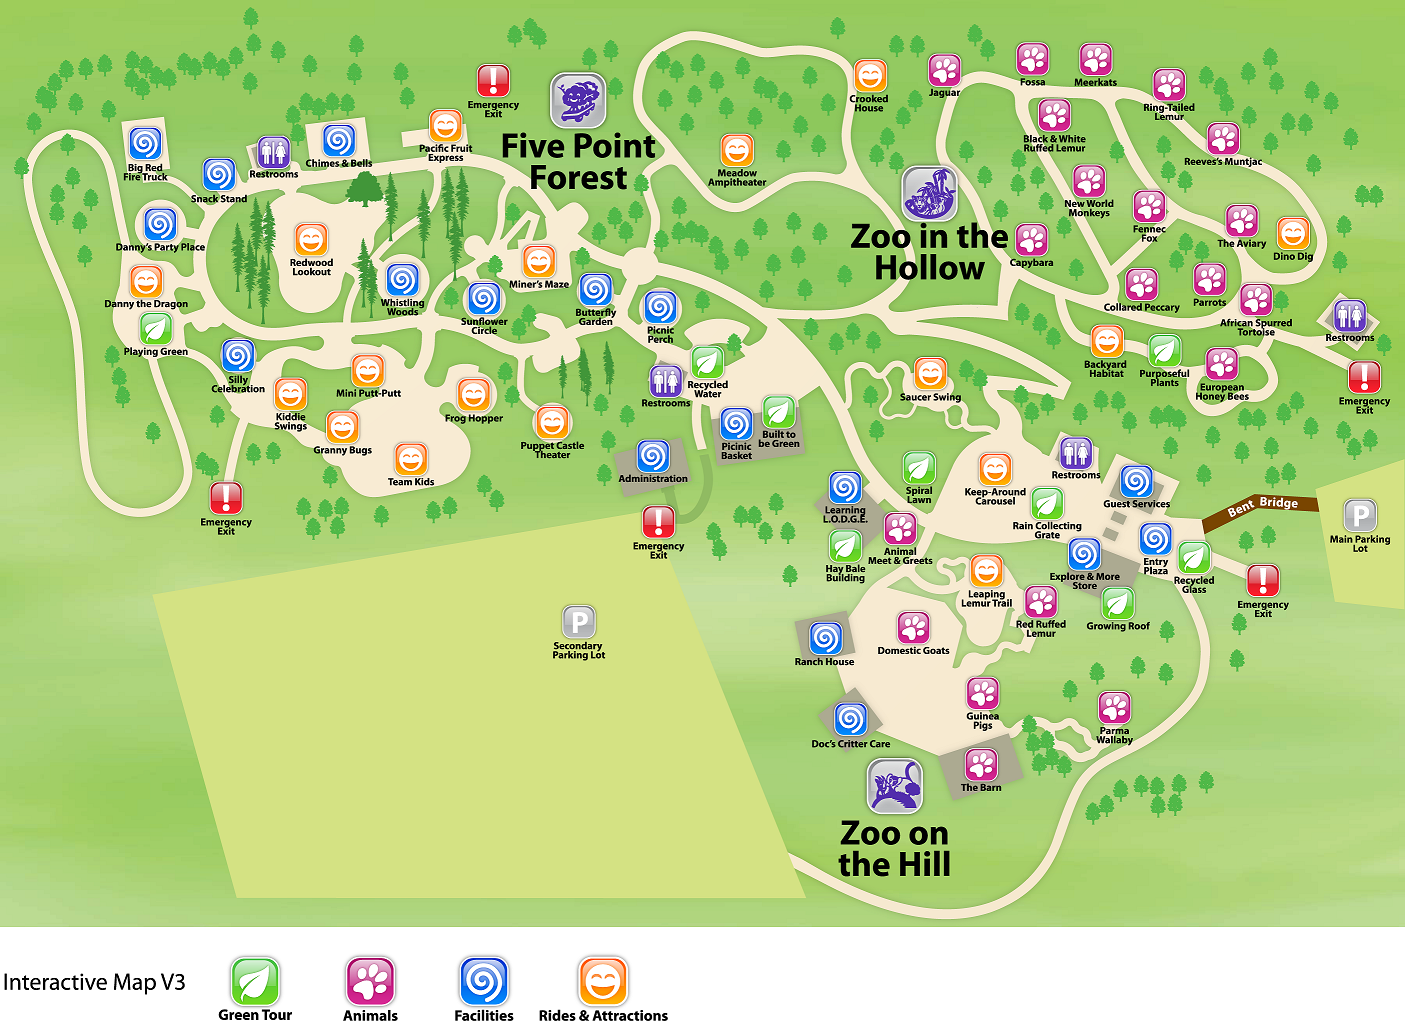 Emergency
Exit
Five Point
Forest
Big Red
Fire Truck
Snack Stand
Restrooms
Chimes & Bells
Pacific Fruit
Express
Danny's Party Place
Redwood
Lookout
Danny the Dragon
Playing Green
Whistling
Woods
Sunflower
Circle
Miner's Maze
Butterfly
Garden
Picnic
Perch
Silly
Celebration
Kiddie
Swings
Mini Putt-Putt
Granny Bugs
Team Kids
Frog Hopper
Puppet Castle
Theater
Restrooms
Recycled
Water
Picinic
Basket
Built to
be Green
Administration
Emergency
Exit
Emergency
Exit
Secondary
Parking Lot
P
Meadow
Ampitheater
Crooked
House
Jaguar
Fossa
Meerkats
Ring-Tailed
Lemur
Black & White
Ruffed Lemur
Reeves's Muntjac
New World
Monkeys
Fennec
Fox
The Aviary
Dino Dig
Zoo in the
Hollow
Capybara
Collared Peccary
Parrots
African Spurred
Tortoise
Restrooms
Backyard
Habitat
Purposeful
Plants
European
Honey Bees
Emergency
Exit
Saucer Swing
Spiral
Lawn
Keep-Around
Carousel
Restrooms
Rain Collecting
Grate
Guest Services
Bent Bridge
P
Main Parking
Lot
Learning
L.O.D.G.E.
Animal
Meet & Greets
Hay Bale
Building
Leaping
Lemur Trail
Explore & More
Store
Entry
Plaza
Recycled
Glass
Emergency
Exit
Red Ruffed
Lemur
Growing Roof
Ranch House
Domestic Goats
Guinea
Pigs
Parma
Wallaby
Doc's Critter Care
The Barn
Zoo on
the Hill
Interactive Map V3
Green Tour
Animals
Facilities
Rides & Attractions